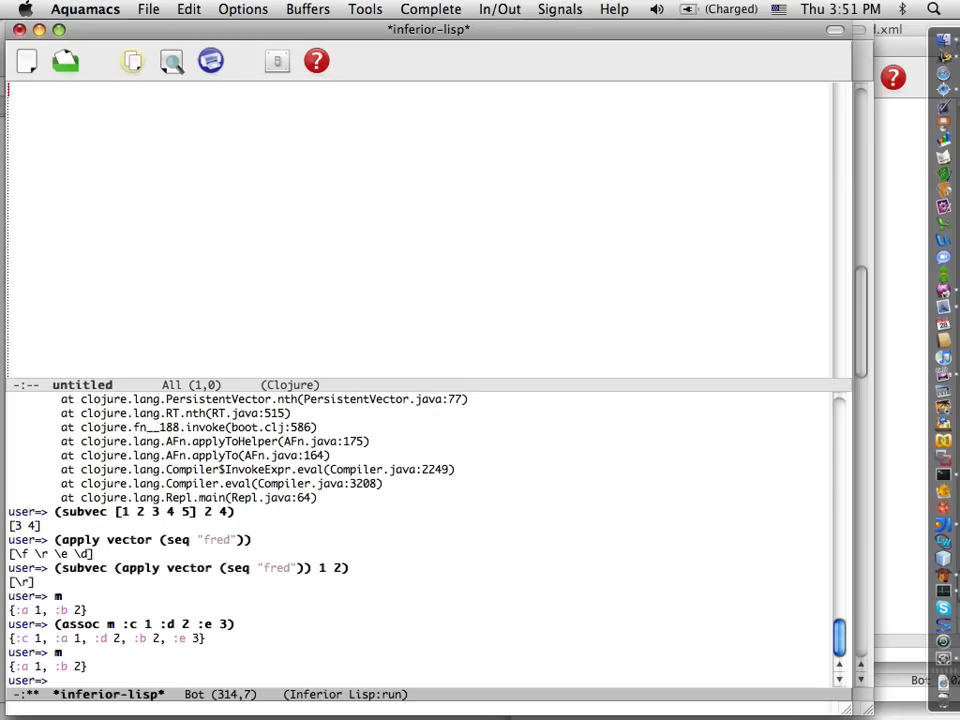 Aquamacs File Edit Options Buffers Tools Complete In/Out Signals Help (Charged) Thu 3:51 PM
*inferior-lisp*
l.xml
-:-- untitled All (1,0) (Clojure)
at clojure.lang.PersistentVector.nth(PersistentVector.java:77)
at clojure.lang.RT.nth(RT.java:515)
at clojure.fn__188.invoke(boot.clj:586)
at clojure.lang.AFn.applyToHelper(AFn.java:175)
at clojure.lang.AFn.applyTo(AFn.java:164)
at clojure.lang.Compiler$InvokeExpr.eval(Compiler.java:2249)
at clojure.lang.Compiler.eval(Compiler.java:3208)
at clojure.lang.Repl.main(Repl.java:64)
user=> (subvec [1 2 3 4 5] 2 4)
[3 4]
user=> (apply vector (seq "fred"))
[\f \r \e \d]
user=> (subvec (apply vector (seq "fred")) 1 2)
[\r]
user=> m
{:a 1, :b 2}
user=> (assoc m :c 1 :d 2 :e 3)
{:c 1, :a 1, :d 2, :b 2, :e 3}
user=> m
{:a 1, :b 2}
user=>
-:** *inferior-lisp* Bot (314,7) (Inferior Lisp:run)